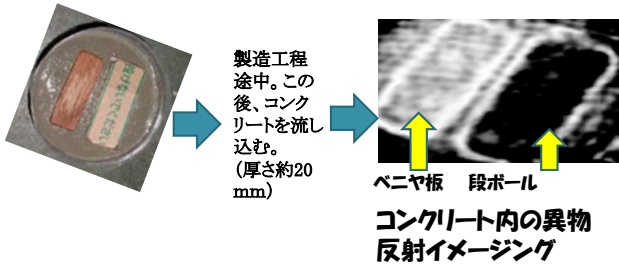 製造工程
途中。この
後、コンク
リートを流し
込む。
(厚さ約20
mm)
ベニヤ板 段ボール
コンクリート内の異物
反射イメージング